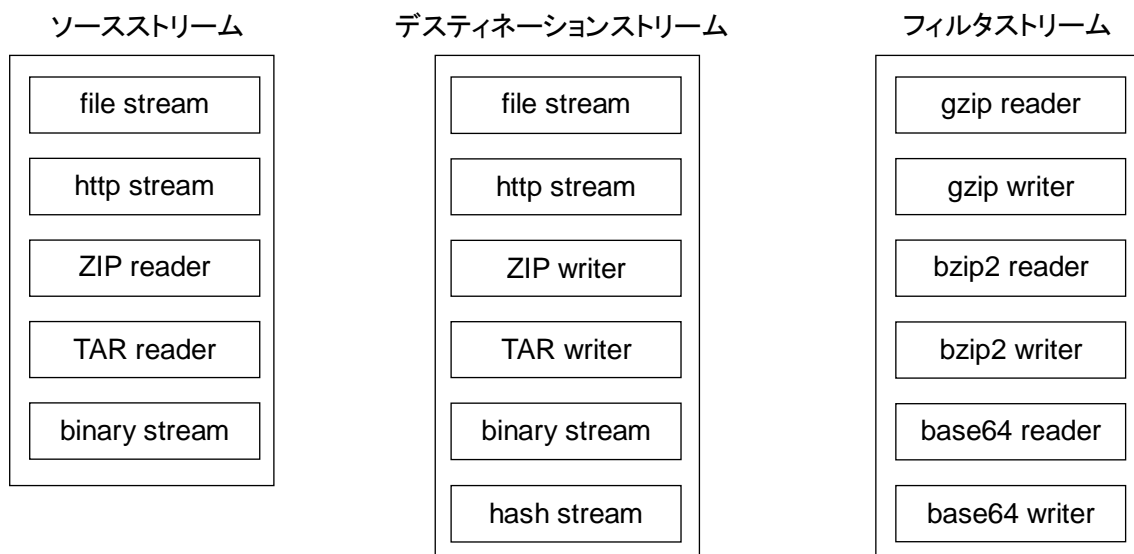 ソースストリーム
file stream
http stream
ZIP reader
TAR reader
binary stream
デスティネーションストリーム
file stream
http stream
ZIP writer
TAR writer
binary stream
hash stream
フィルタストリーム
gzip reader
gzip writer
bzip2 reader
bzip2 writer
base64 reader
base64 writer